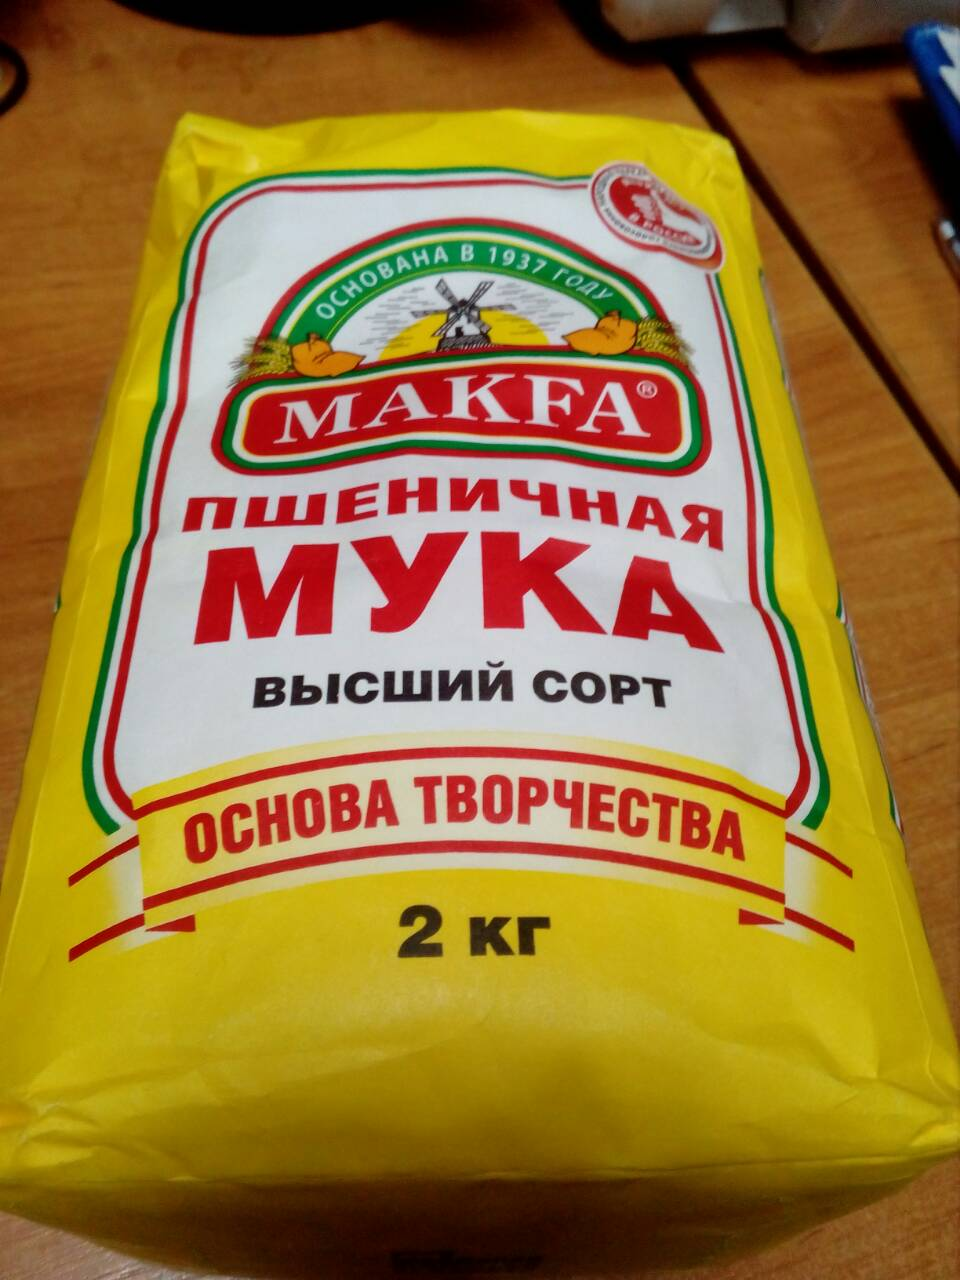 ОСНОВАНА В 1937 ГОДУ
MAKFA®
ПШЕНИЧНАЯ
МУКА
ВЫСШИЙ СОРТ
ОСНОВА ТВОРЧЕСТВА
2 кг